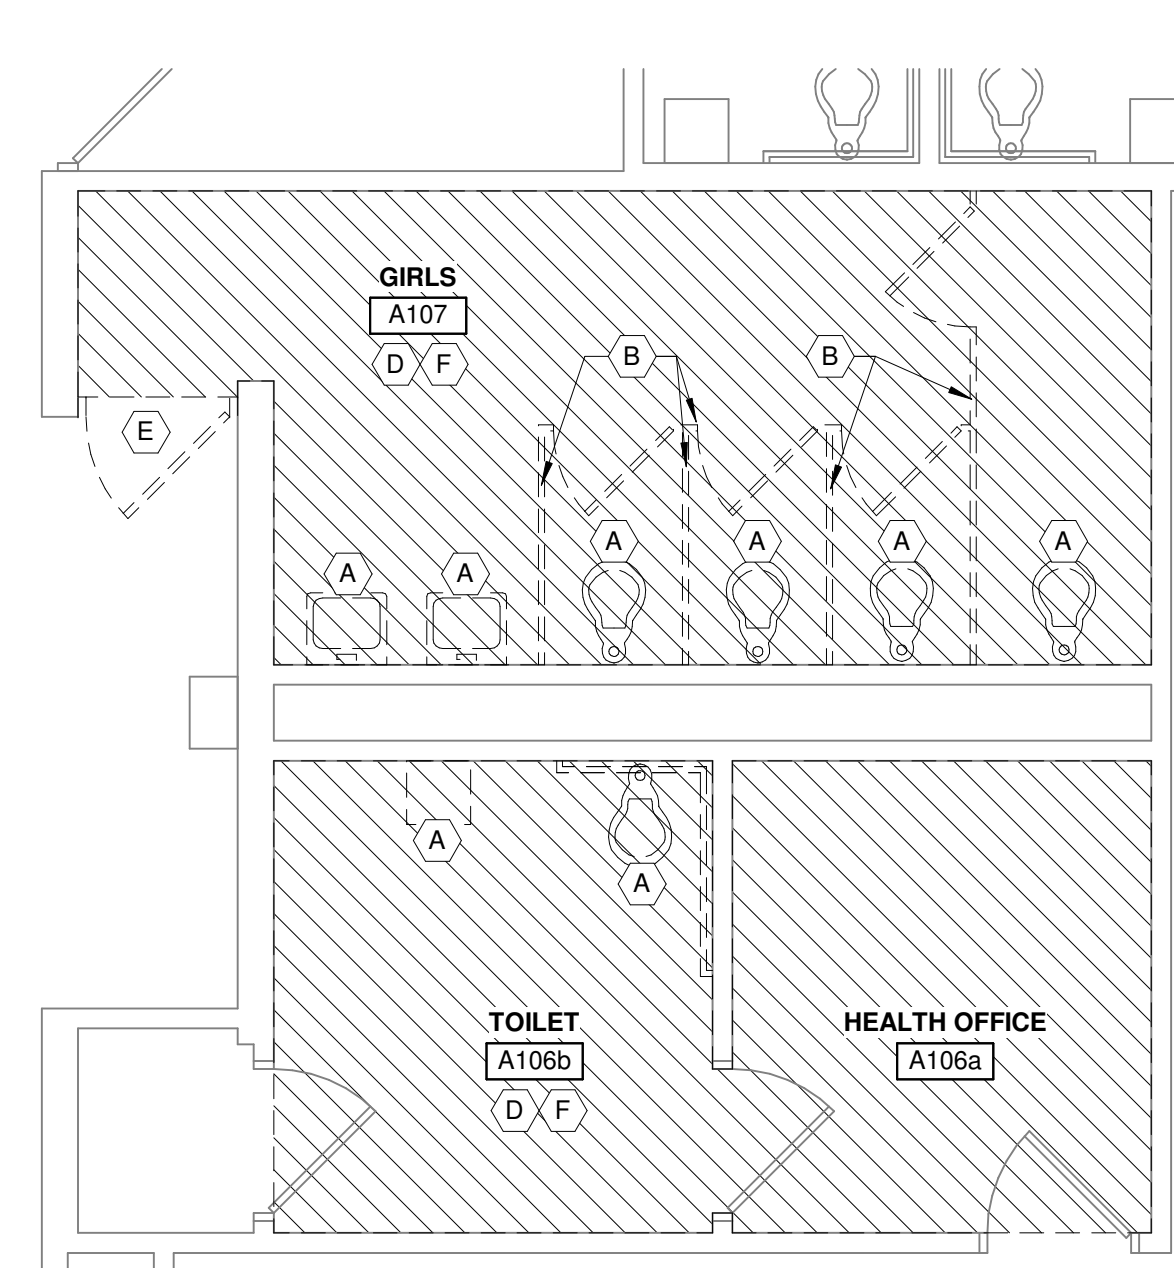 GIRLS
A107
D F
B B
E
A A A A
A A
A
A
TOILET
A106b
D F
HEALTH OFFICE
A106a